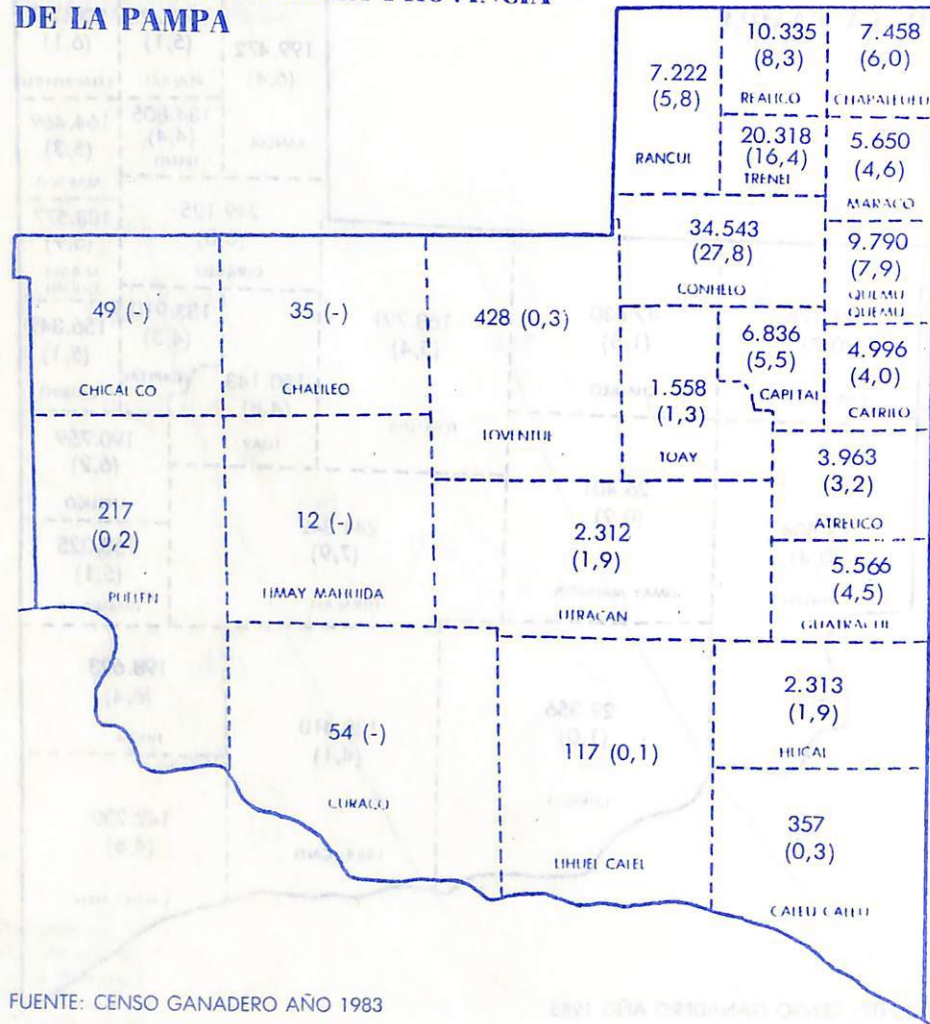 DE LA PAMPA
10.335
(8,3)
REALICO
7.458
(6,0)
CHAPALEUFU
7.222
(5,8)
RANCUL
20.318
(16,4)
TRENEL
5.650
(4,6)
MARACO
34.543
(27,8)
CONHELO
9.790
(7,9)
QUEMU
QUEMU
49 (-)
CHICAL CO
35 (-)
CHALILEO
428 (0,3)
LOVENTUE
6.836
(5,5)
CAPITAL
4.996
(4,0)
CATRILO
1.558
(1,3)
TOAY
3.963
(3,2)
ATREUCO
217
(0,2)
PUELEN
12 (-)
LIMAY MAHUIDA
2.312
(1,9)
UTRACAN
5.566
(4,5)
GUATRACHE
54 (-)
CURACO
117 (0,1)
LIHUEL CALEL
2.313
(1,9)
HUCAL
357
(0,3)
CALEU CALEU
FUENTE: CENSO GANADERO AÑO 1983